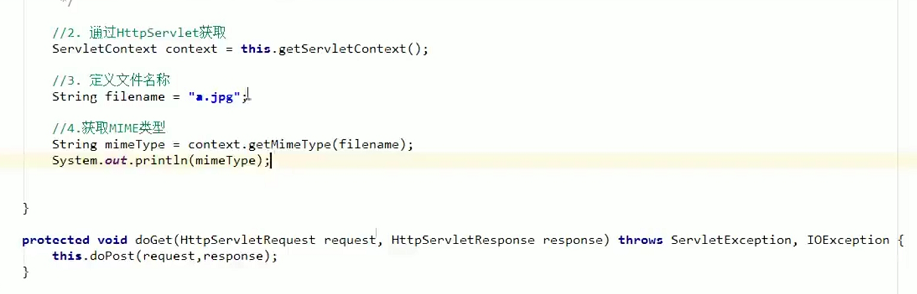 */
//2. 通过HttpServlet获取
ServletContext context = this.getServletContext();
//3. 定义文件名称
String filename = "a.jpg";
//4.获取MIME类型
String mimeType = context.getMimeType(filename);
System.out.println(mimeType);
}
protected void doGet(HttpServletRequest request, HttpServletResponse response) throws ServletException, IOException {
this.doPost(request,response);
}